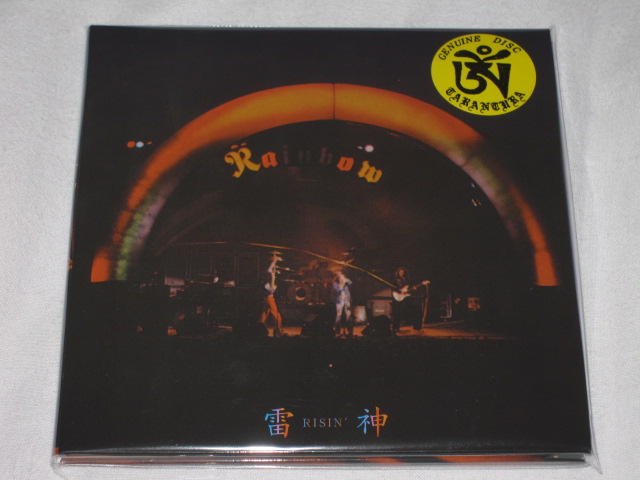 GENUINE DISC
TARANTURA
Rainbow
雷 RISIN' 神